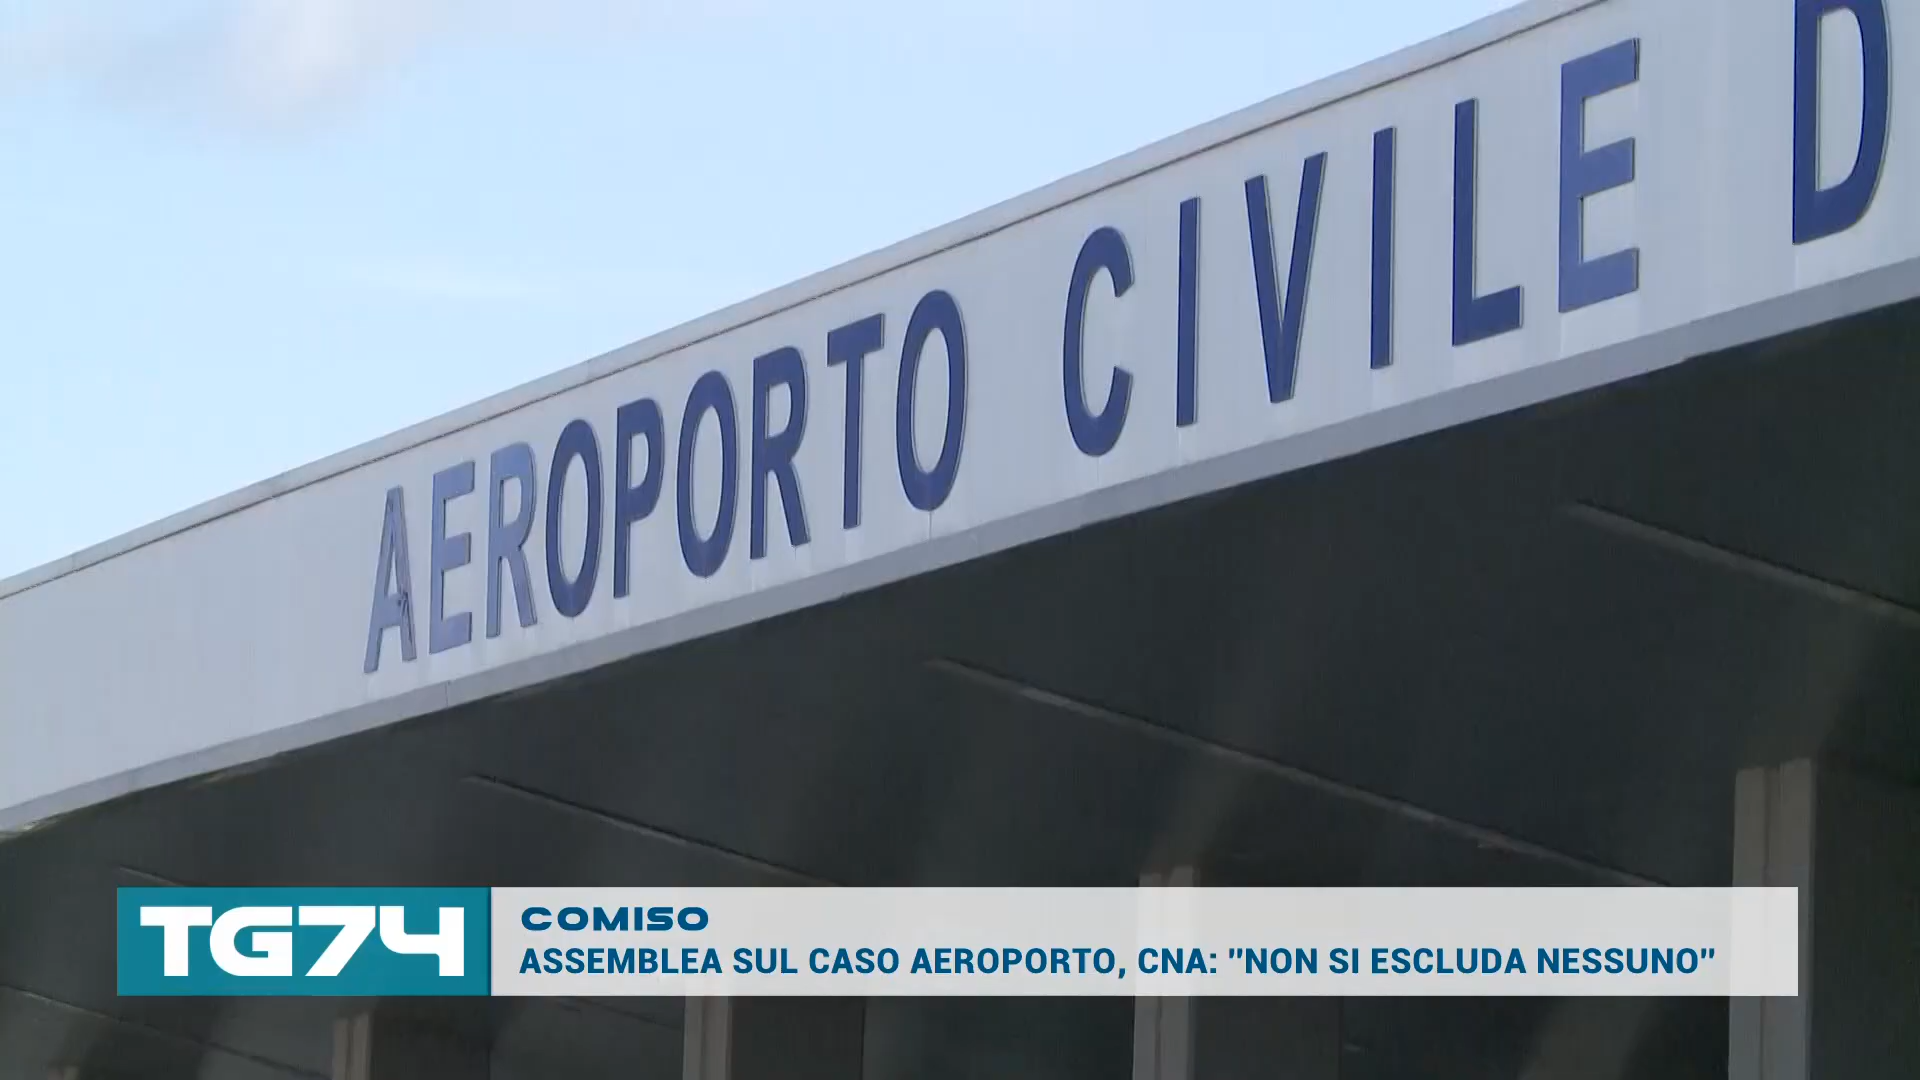 AEROPORTO CIVILE D
TG74
COMISO
ASSEMBLEA SUL CASO AEROPORTO, CNA: "NON SI ESCLUDA NESSUNO"